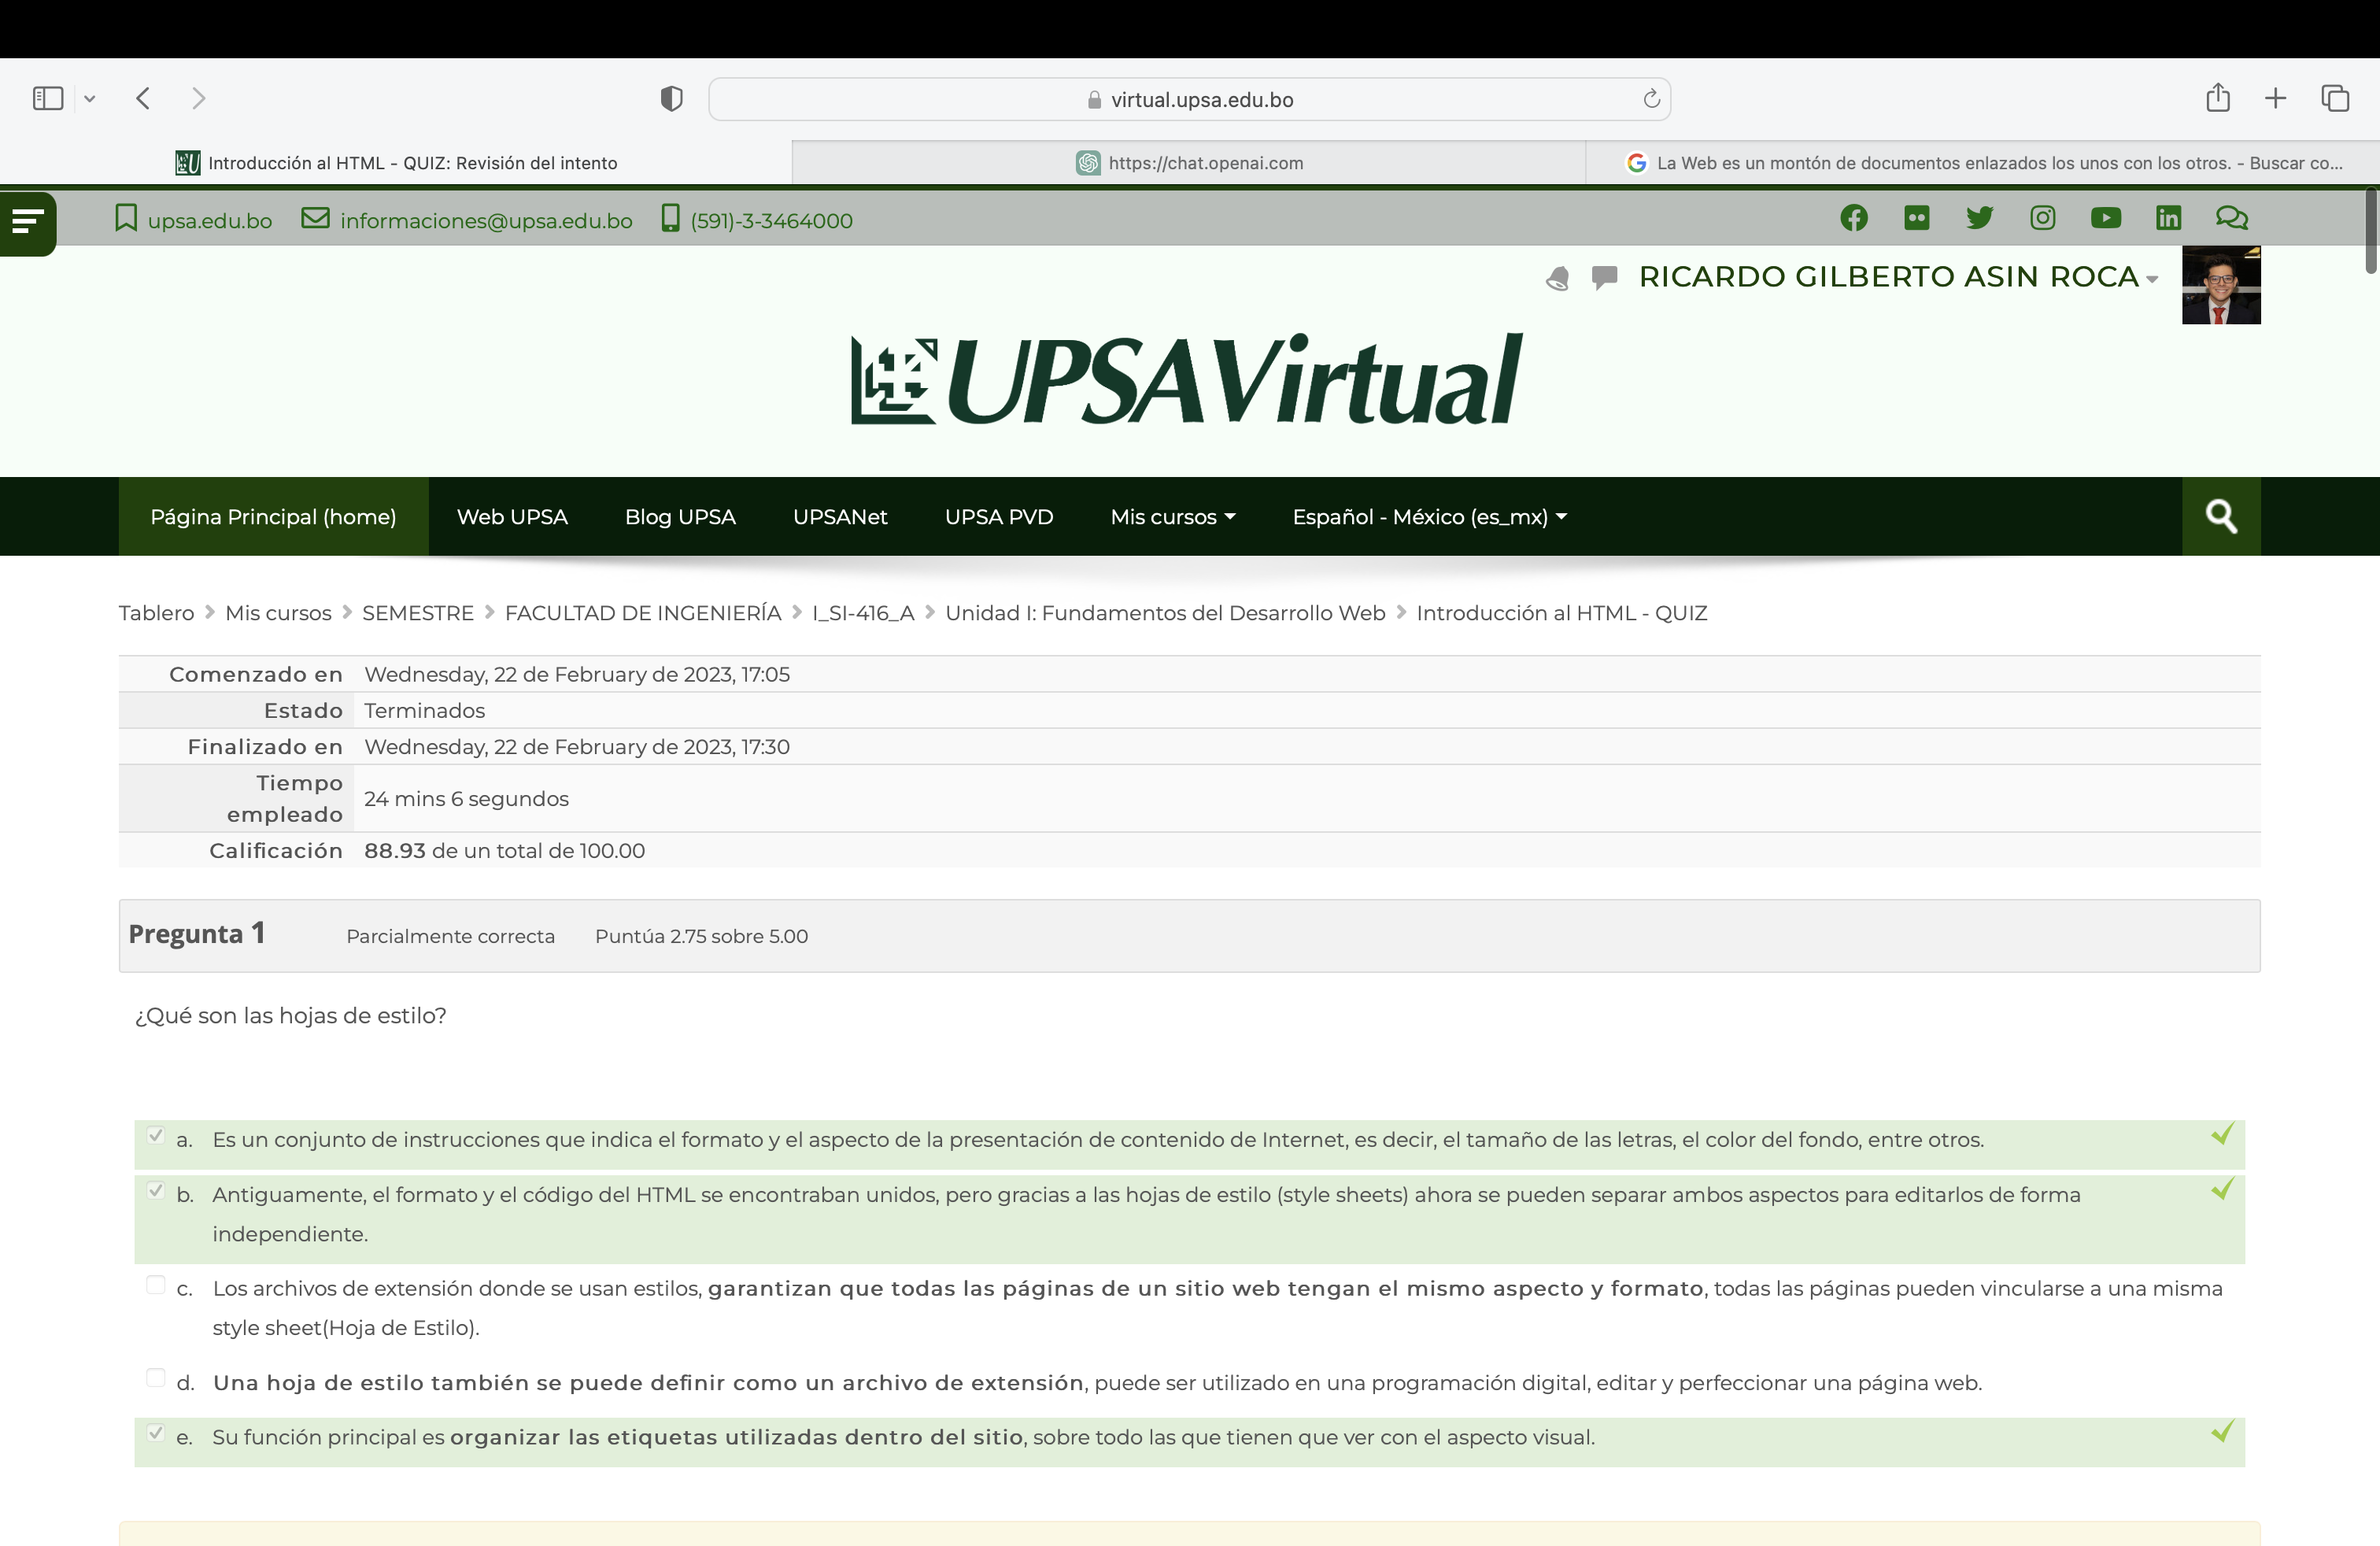 virtual.upsa.edu.bo
Introducción al HTML - QUIZ: Revisión del intento
https://chat.openai.com
La Web es un montón de documentos enlazados los unos con los otros. - Buscar co...
upsa.edu.bo informaciones@upsa.edu.bo (591)-3-3464000
RICARDO GILBERTO ASIN ROCA
UPSAVirtual
Página Principal (home) Web UPSA Blog UPSA UPSANet UPSA PVD Mis cursos Español - México (es_mx)
Tablero Mis cursos SEMESTRE FACULTAD DE INGENIERÍA I_SI-416_A Unidad I: Fundamentos del Desarrollo Web Introducción al HTML - QUIZ
Comenzado en Wednesday, 22 de February de 2023, 17:05
Estado Terminados
Finalizado en Wednesday, 22 de February de 2023, 17:30
Tiempo
empleado 24 mins 6 segundos
Calificación 88.93 de un total de 100.00
Pregunta 1 Parcialmente correcta Puntúa 2.75 sobre 5.00
¿Qué son las hojas de estilo?
a. Es un conjunto de instrucciones que indica el formato y el aspecto de la presentación de contenido de Internet, es decir, el tamaño de las letras, el color del fondo, entre otros.
b. Antiguamente, el formato y el código del HTML se encontraban unidos, pero gracias a las hojas de estilo (style sheets) ahora se pueden separar ambos aspectos para editarlos de forma
independiente.
c. Los archivos de extensión donde se usan estilos, garantizan que todas las páginas de un sitio web tengan el mismo aspecto y formato, todas las páginas pueden vincularse a una misma
style sheet(Hoja de Estilo).
d. Una hoja de estilo también se puede definir como un archivo de extensión, puede ser utilizado en una programación digital, editar y perfeccionar una página web.
e. Su función principal es organizar las etiquetas utilizadas dentro del sitio, sobre todo las que tienen que ver con el aspecto visual.